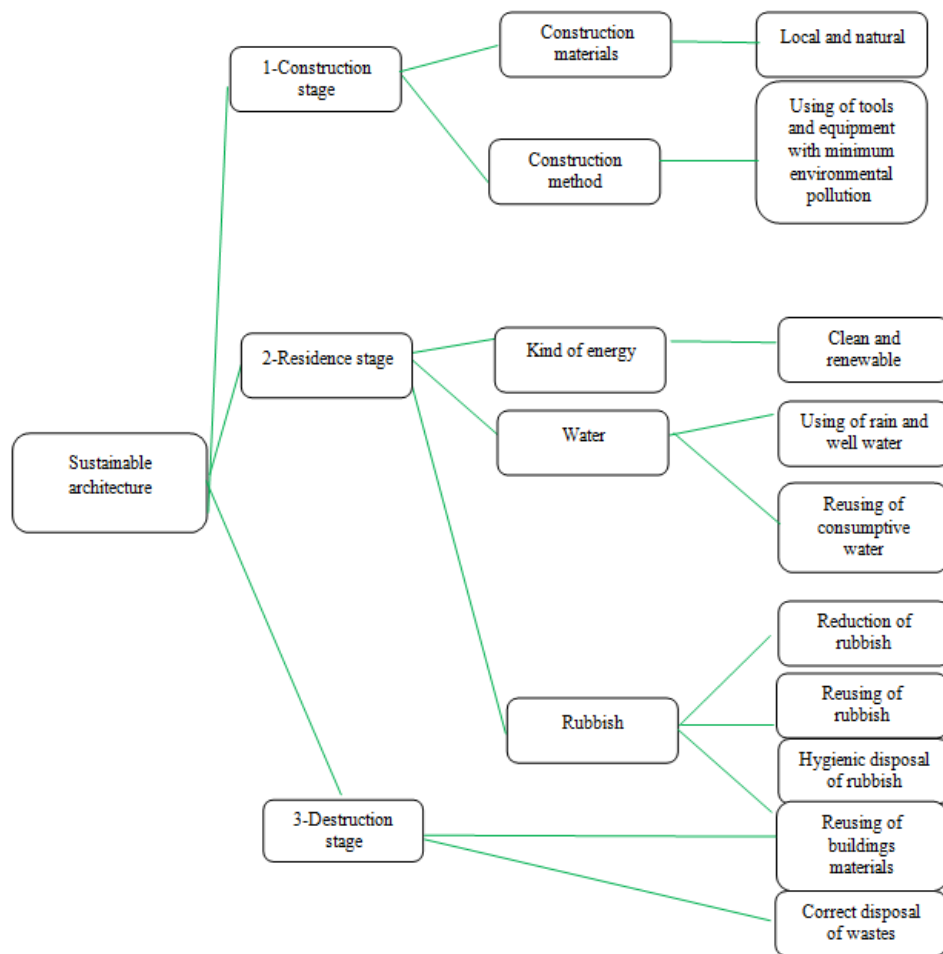 Sustainable
architecture
1-Construction
stage
Construction
materials
Local and natural
Construction
method
Using of tools
and equipment
with minimum
environmental
pollution
2-Residence stage
Kind of energy
Clean and
renewable
Water
Using of rain and
well water
Reusing of
consumptive
water
Rubbish
Reduction of
rubbish
Reusing of
rubbish
Hygienic disposal
of rubbish
3-Destruction
stage
Reusing of
buildings
materials
Correct disposal
of wastes